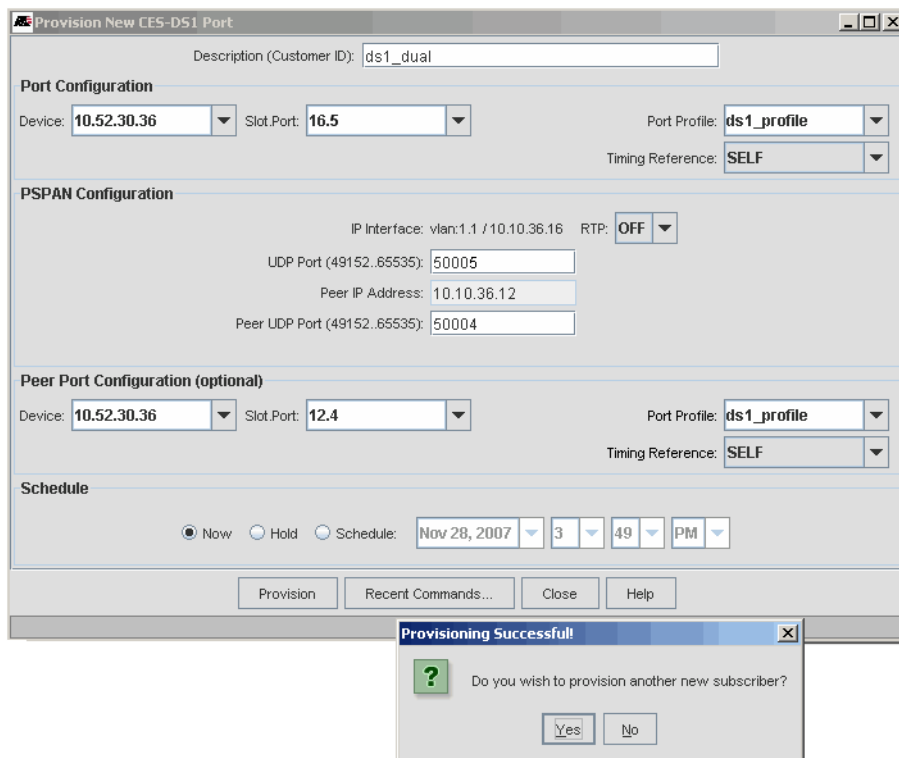 Provision New CES-DS1 Port
Description (Customer ID): ds1_dual
Port Configuration
Device: 10.52.30.36 Slot.Port: 16.5 Port Profile: ds1_profile
Timing Reference: SELF
PSPAN Configuration
IP Interface: vlan:1.1 / 10.10.36.16 RTP: OFF
UDP Port (49152..65535): 50005
Peer IP Address: 10.10.36.12
Peer UDP Port (49152..65535): 50004
Peer Port Configuration (optional)
Device: 10.52.30.36 Slot.Port: 12.4 Port Profile: ds1_profile
Timing Reference: SELF
Schedule
Now Hold Schedule: Nov 28, 2007 3 49 PM
Provision Recent Commands... Close Help
Provisioning Successful!
? Do you wish to provision another new subscriber?
Yes No